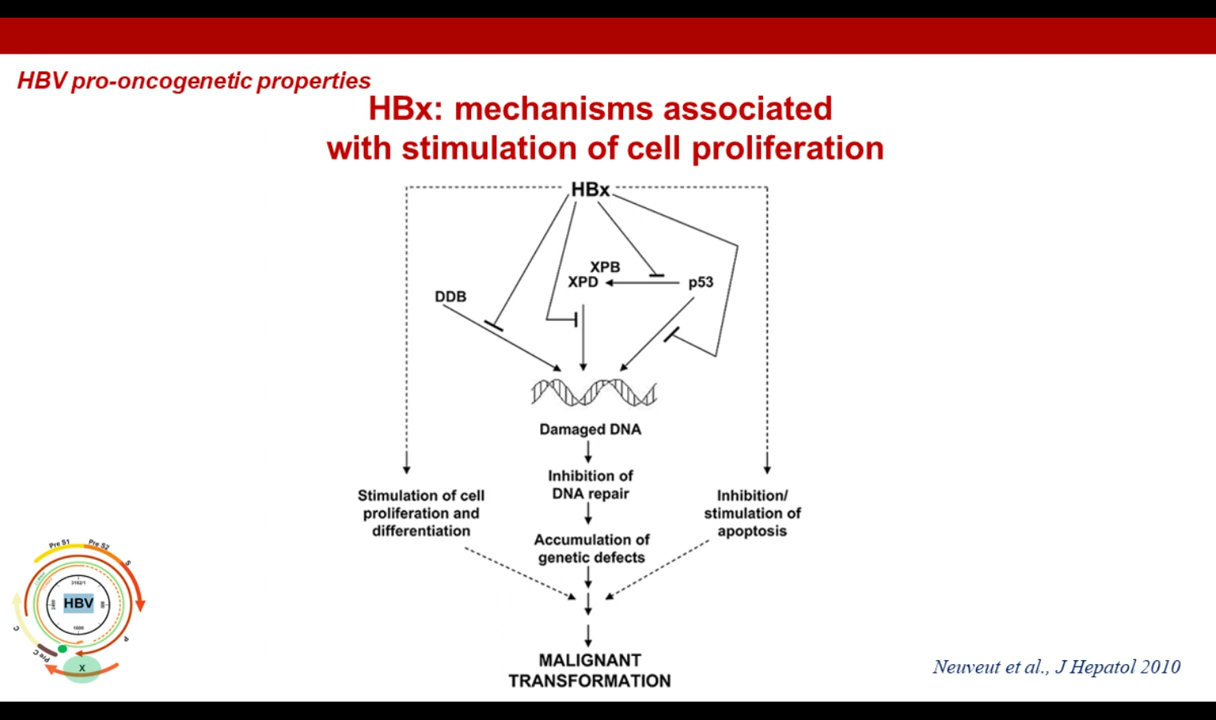 HBV pro-oncogenetic properties
HBx: mechanisms associated
with stimulation of cell proliferation
HBx
XPB
XPD
p53
DDB
Damaged DNA
Inhibition of
DNA repair
Stimulation of cell
proliferation and
differentiation
Inhibition/
stimulation of
apoptosis
Accumulation of
genetic defects
MALIGNANT
TRANSFORMATION
Pre S1
Pre S2
S
HBV
C
P
Pre C
X
Neuveut et al., J Hepatol 2010